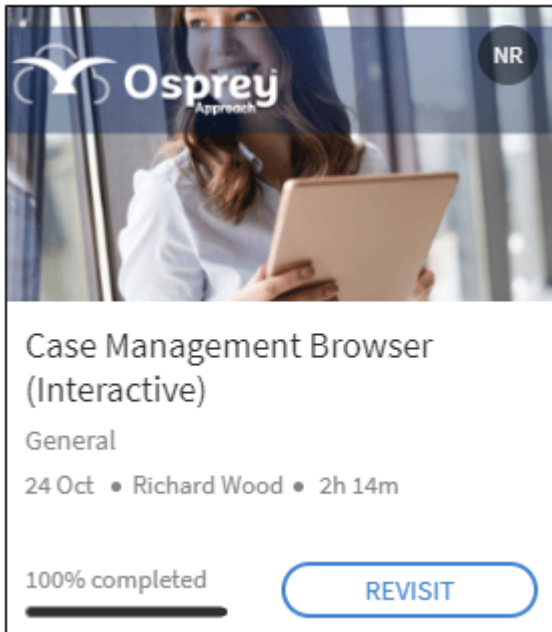 NR
Osprey
Approach
Case Management Browser
(Interactive)
General
24 Oct • Richard Wood • 2h 14m
100% completed
REVISIT